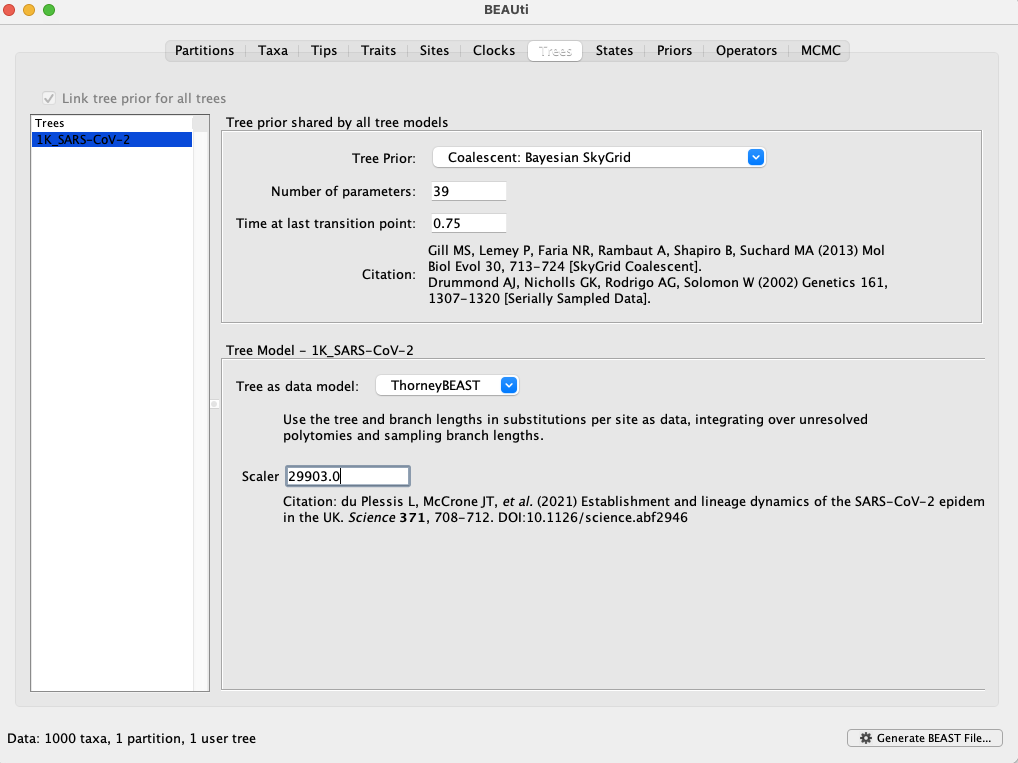 BEAUti
Partitions Taxa Tips Traits Sites Clocks Trees States Priors Operators MCMC
Link tree prior for all trees
Trees
1K_SARS-CoV-2
Tree prior shared by all tree models
Tree Prior: Coalescent: Bayesian SkyGrid
Number of parameters: 39
Time at last transition point: 0.75
Citation: Gill MS, Lemey P, Faria NR, Rambaut A, Shapiro B, Suchard MA (2013) Mol
Biol Evol 30, 713-724 [SkyGrid Coalescent].
Drummond AJ, Nicholls GK, Rodrigo AG, Solomon W (2002) Genetics 161,
1307-1320 [Serially Sampled Data].
Tree Model - 1K_SARS-CoV-2
Tree as data model: ThorneyBEAST
Use the tree and branch lengths in substitutions per site as data, integrating over unresolved
polytomies and sampling branch lengths.
Scaler 29903.0
Citation: du Plessis L, McCrone JT, et al. (2021) Establishment and lineage dynamics of the SARS-CoV-2 epidem
in the UK. Science 371, 708-712. DOI:10.1126/science.abf2946
Data: 1000 taxa, 1 partition, 1 user tree
Generate BEAST File...